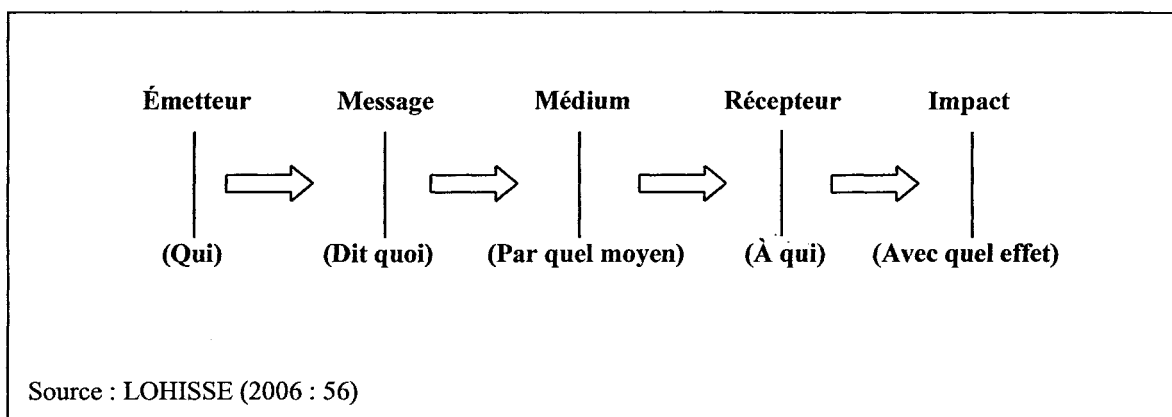 Émetteur Message Médium Récepteur Impact
(Qui) (Dit quoi) (Par quel moyen) (À qui) (Avec quel effet)
Source : LOHISSE (2006 : 56)